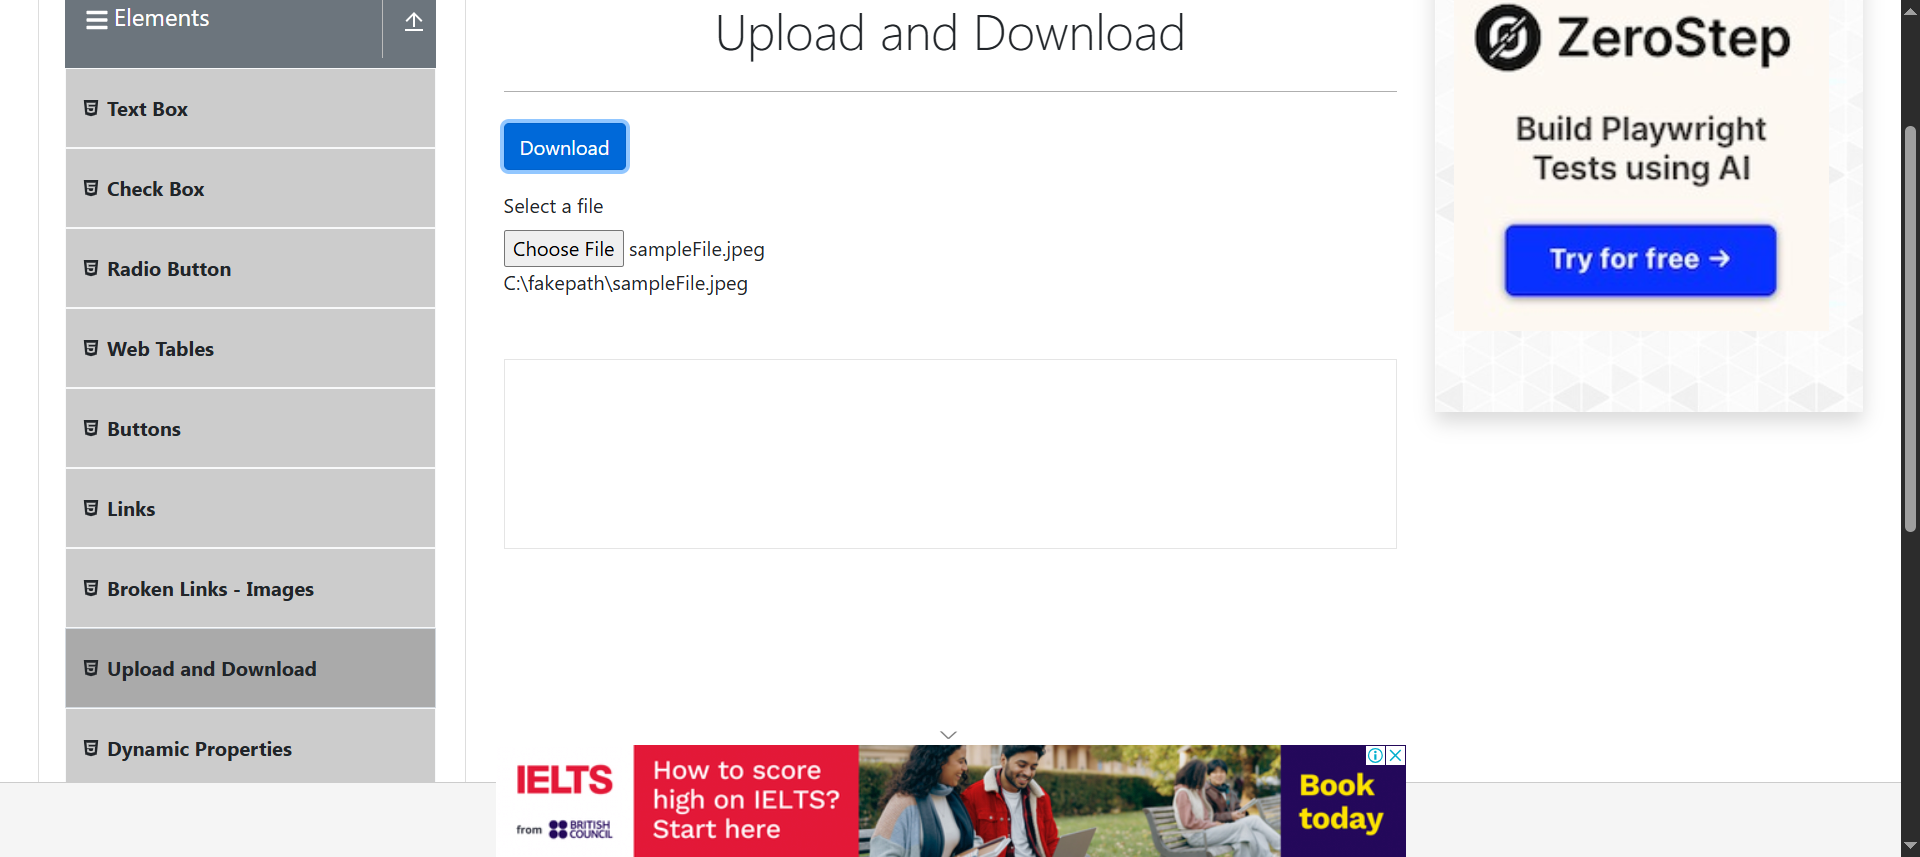 Elements
Text Box
Check Box
Radio Button
Web Tables
Buttons
Links
Broken Links - Images
Upload and Download
Dynamic Properties
Upload and Download
Download
Select a file
Choose File sampleFile.jpeg
C:\fakepath\sampleFile.jpeg
ZeroStep
Build Playwright
Tests using AI
Try for free →
IELTS
from BRITISH COUNCIL
How to score
high on IELTS?
Start here
Book
today